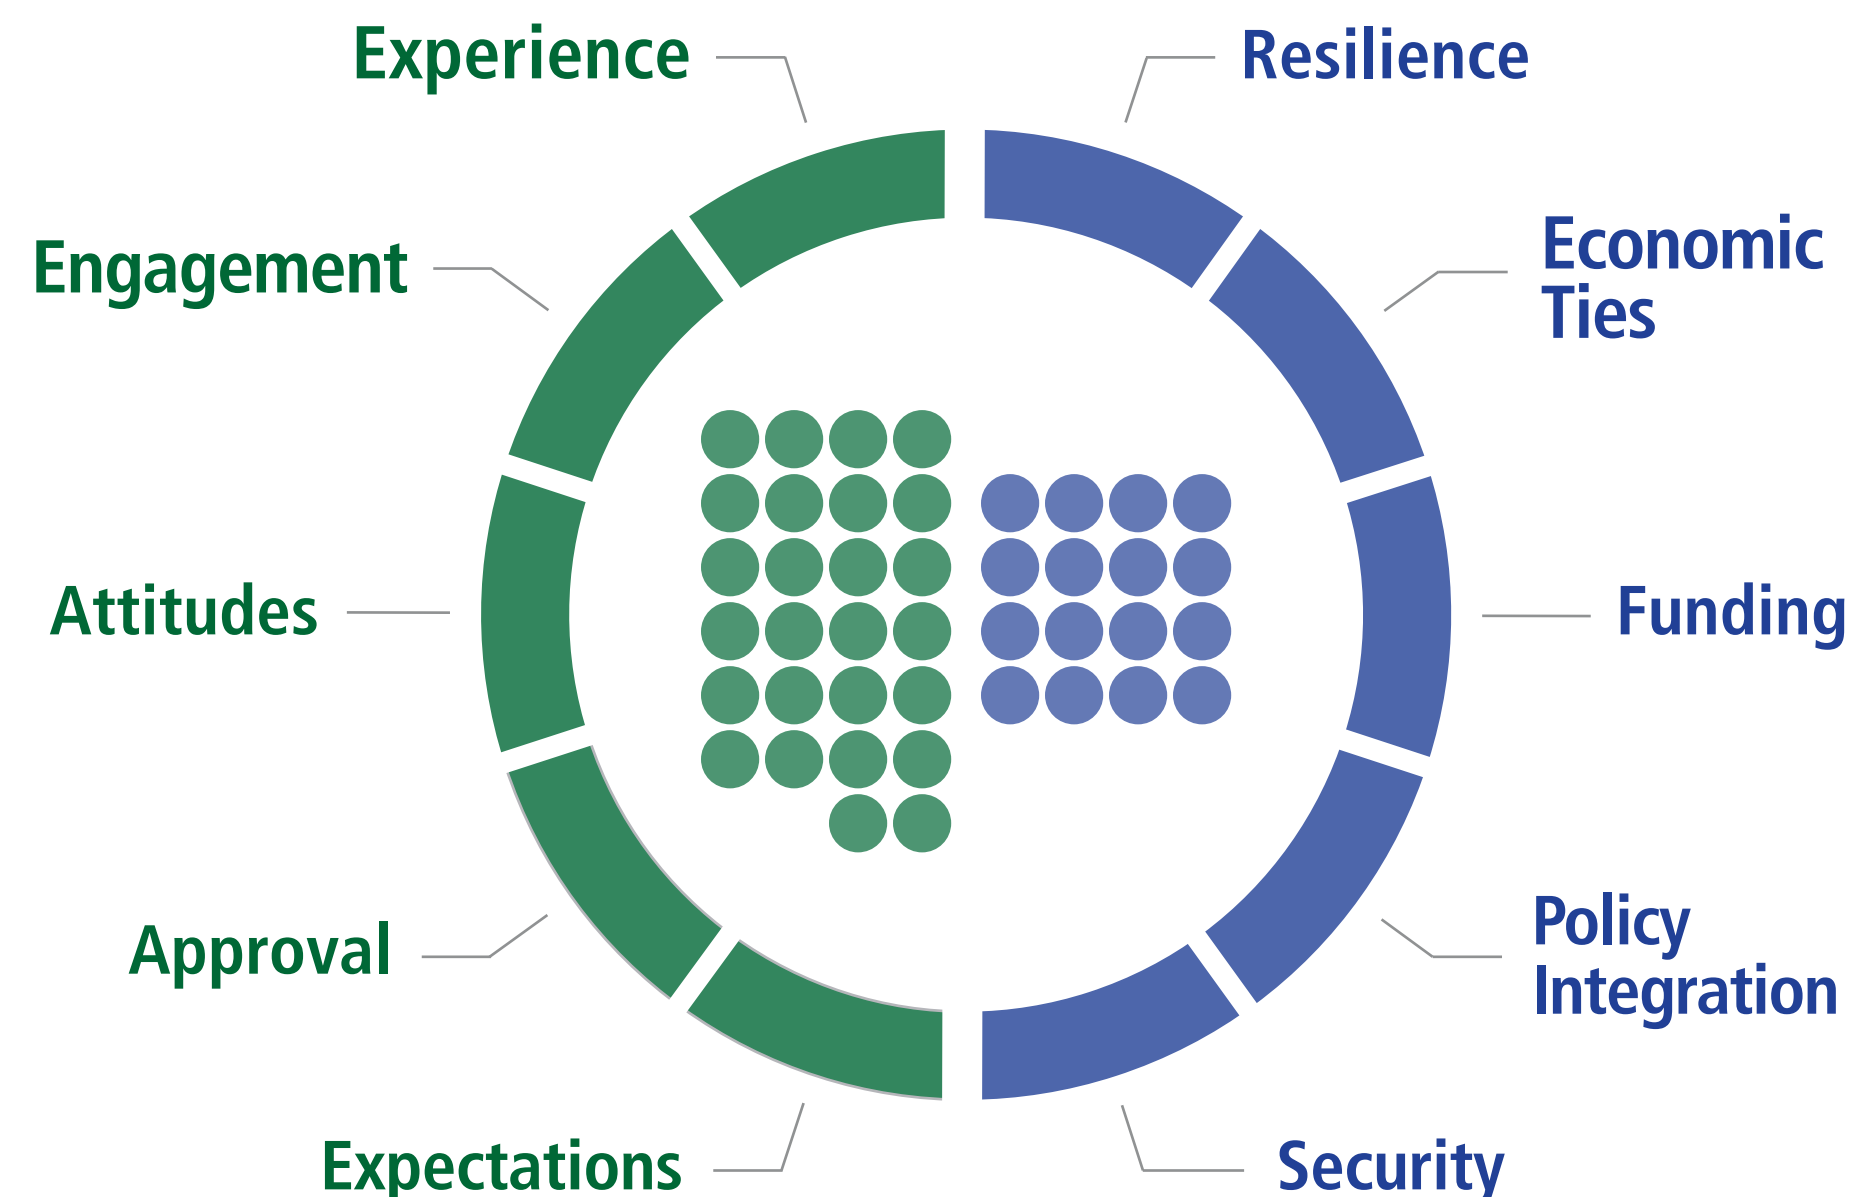 Experience
Resilience
Engagement
Economic
Ties
Attitudes
Funding
Approval
Policy
Integration
Expectations
Security